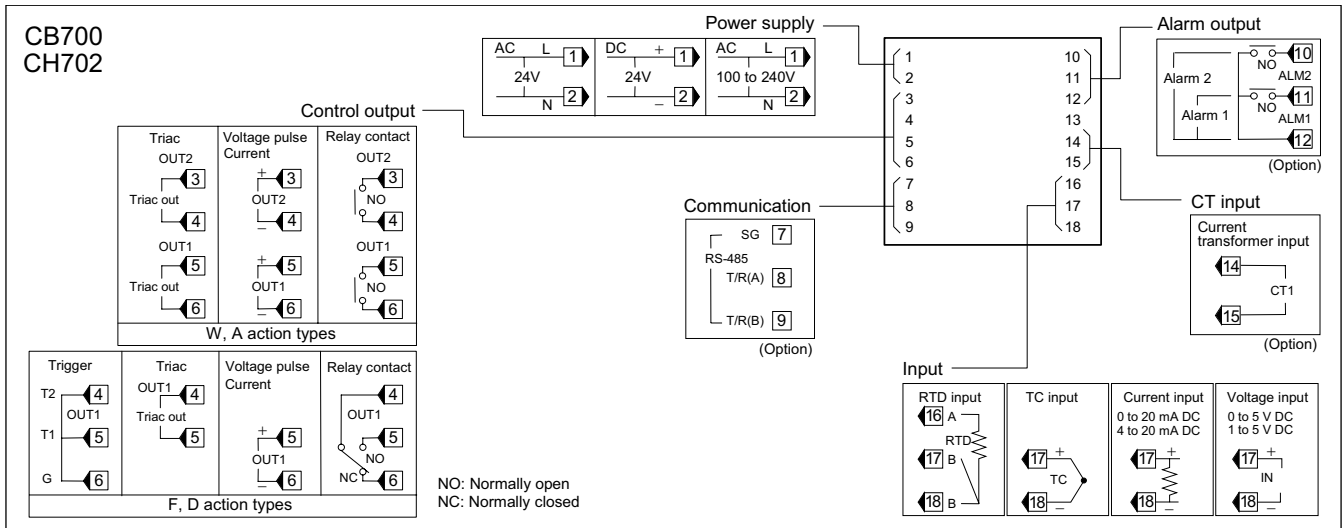 CB700
CH702
Power supply
AC L 1
24V
N 2
DC + 1
24V
− 2
AC L 1
100 to 240V
N 2
1
2
3
4
5
6
7
8
9
10
11
12
13
14
15
16
17
18
Alarm output
Alarm 2
NO
10
ALM2
Alarm 1
NO
11
ALM1
12
(Option)
Control output
Triac
OUT2
3
Triac out
4
OUT1
5
Triac out
6
Voltage pulse
Current
+ 3
OUT2
− 4
+ 5
OUT1
− 6
Relay contact
OUT2
3
NO
4
OUT1
5
NO
6
W, A action types
Trigger
T2 4
OUT1
T1 5
G 6
Triac
OUT1
4
Triac out
5
Voltage pulse
Current
+ 5
OUT1
− 6
Relay contact
4
OUT1
5
NO
NC 6
F, D action types
NO: Normally open
NC: Normally closed
Communication
SG 7
RS-485
T/R(A) 8
T/R(B) 9
(Option)
CT input
Current
transformer input
14
CT1
15
(Option)
Input
RTD input
16 A
RTD
17 B
18 B
TC input
17 +
TC
18 −
Current input
0 to 20 mA DC
4 to 20 mA DC
17 +
18 −
Voltage input
0 to 5 V DC
1 to 5 V DC
17 +
IN
18 −